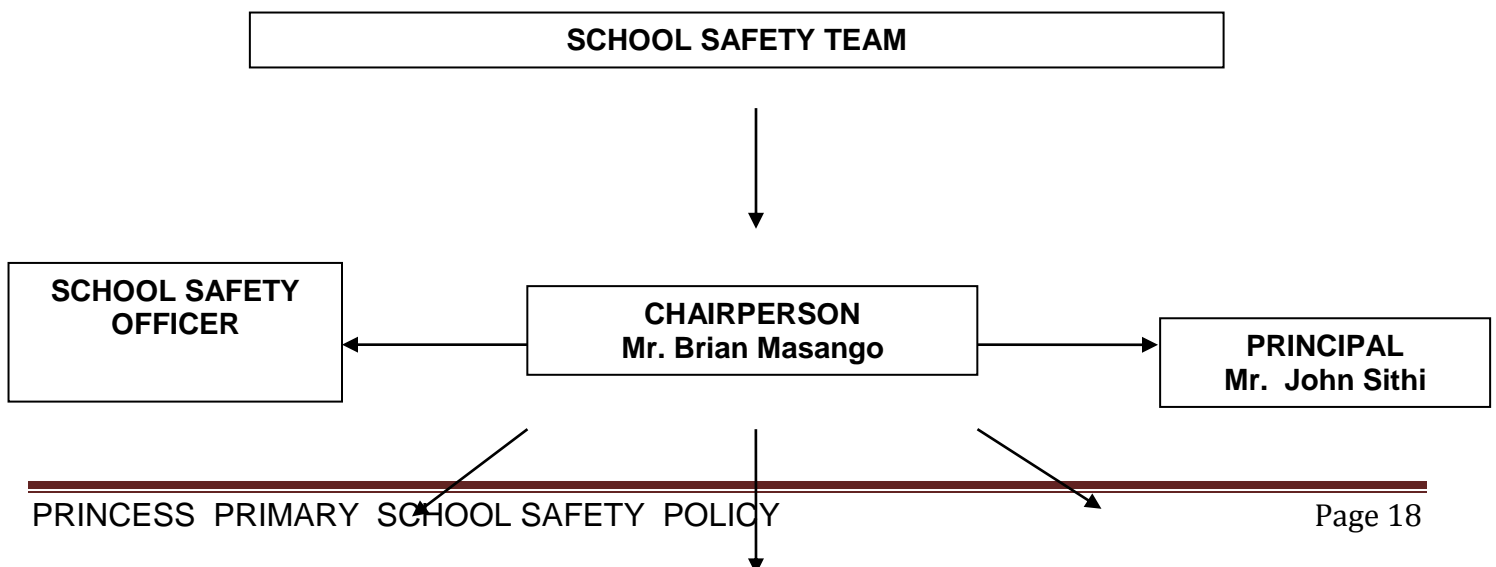 SCHOOL SAFETY TEAM
SCHOOL SAFETY
OFFICER
CHAIRPERSON
Mr. Brian Masango
PRINCIPAL
Mr.  John Sithi
PRINCESS  PRIMARY  SCHOOL SAFETY  POLICY
Page 18